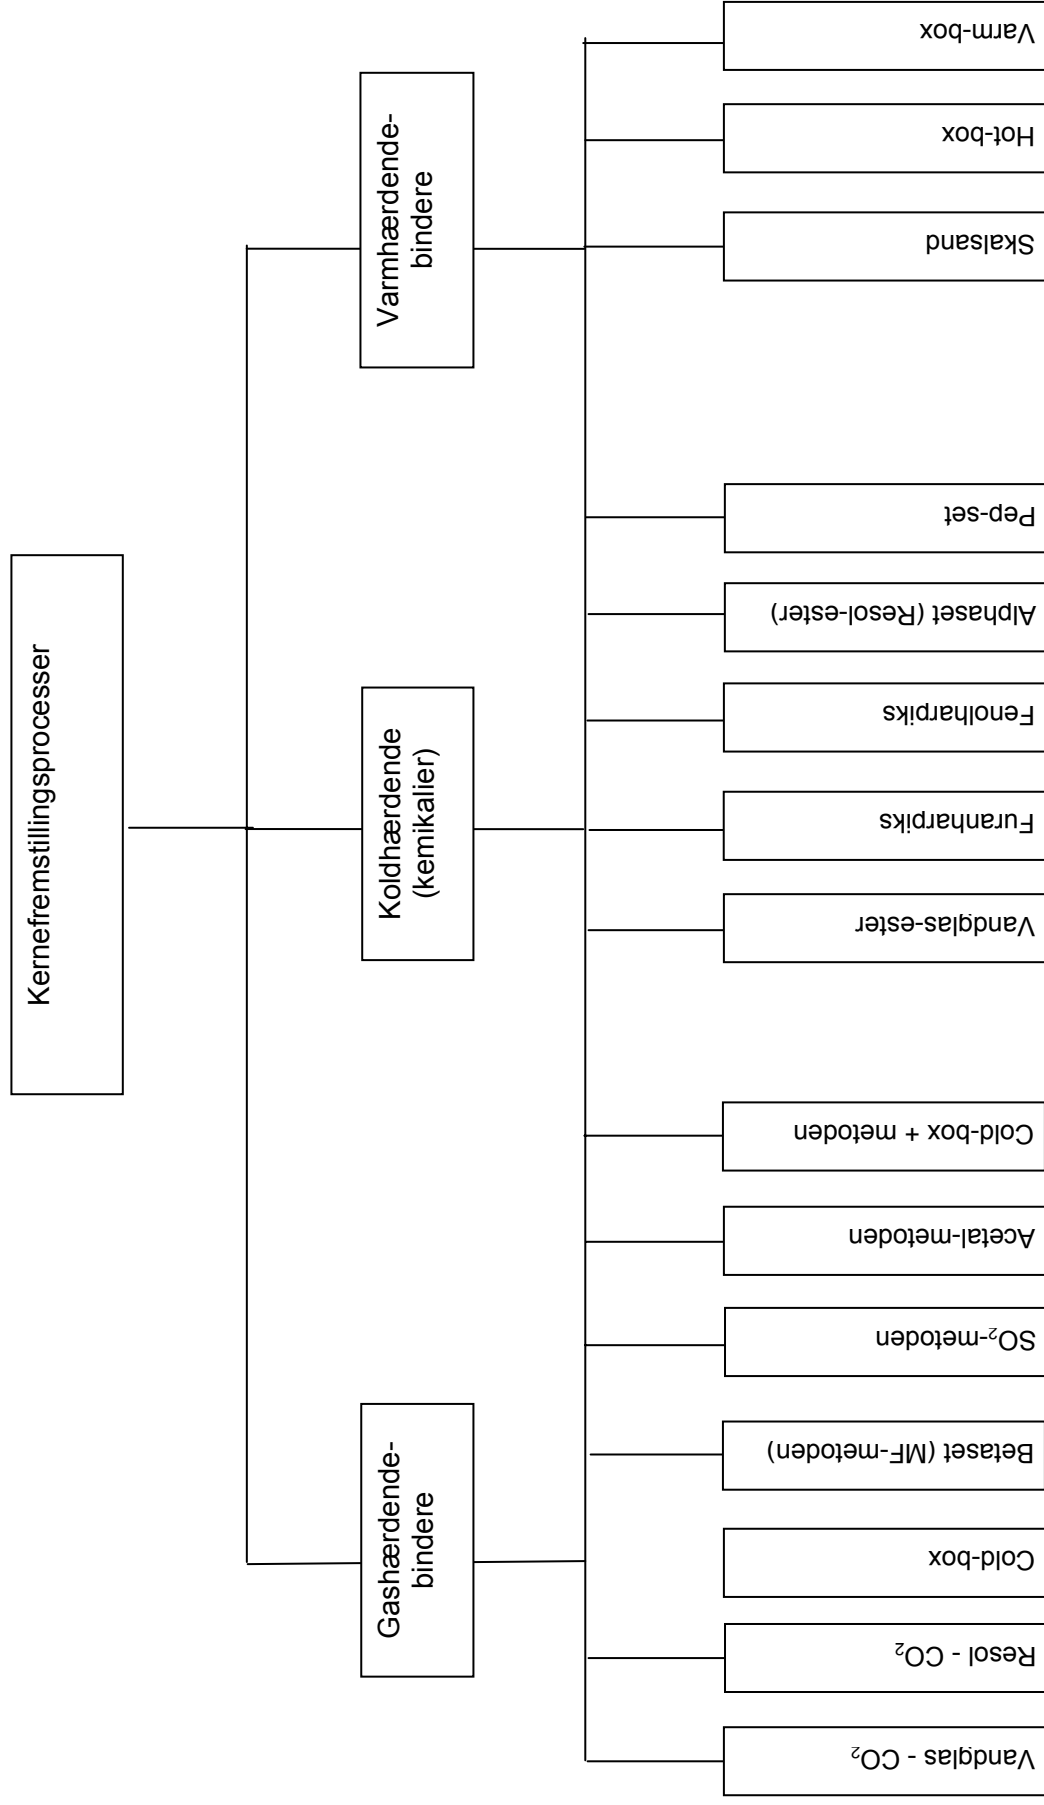 Kernefremstillingsprocesser
Gashærdende-
bindere
Koldhærdende
(kemikalier)
Varmhærdende-
bindere
Vandglas - CO₂
Resol - CO₂
Cold-box
Betaset (MF-metoden)
SO₂-metoden
Acetal-metoden
Cold-box + metoden
Vandglas-ester
Furanharpiks
Fenolharpiks
Alphaset (Resol-ester)
Pep-set
Skalsand
Hot-box
Varm-box